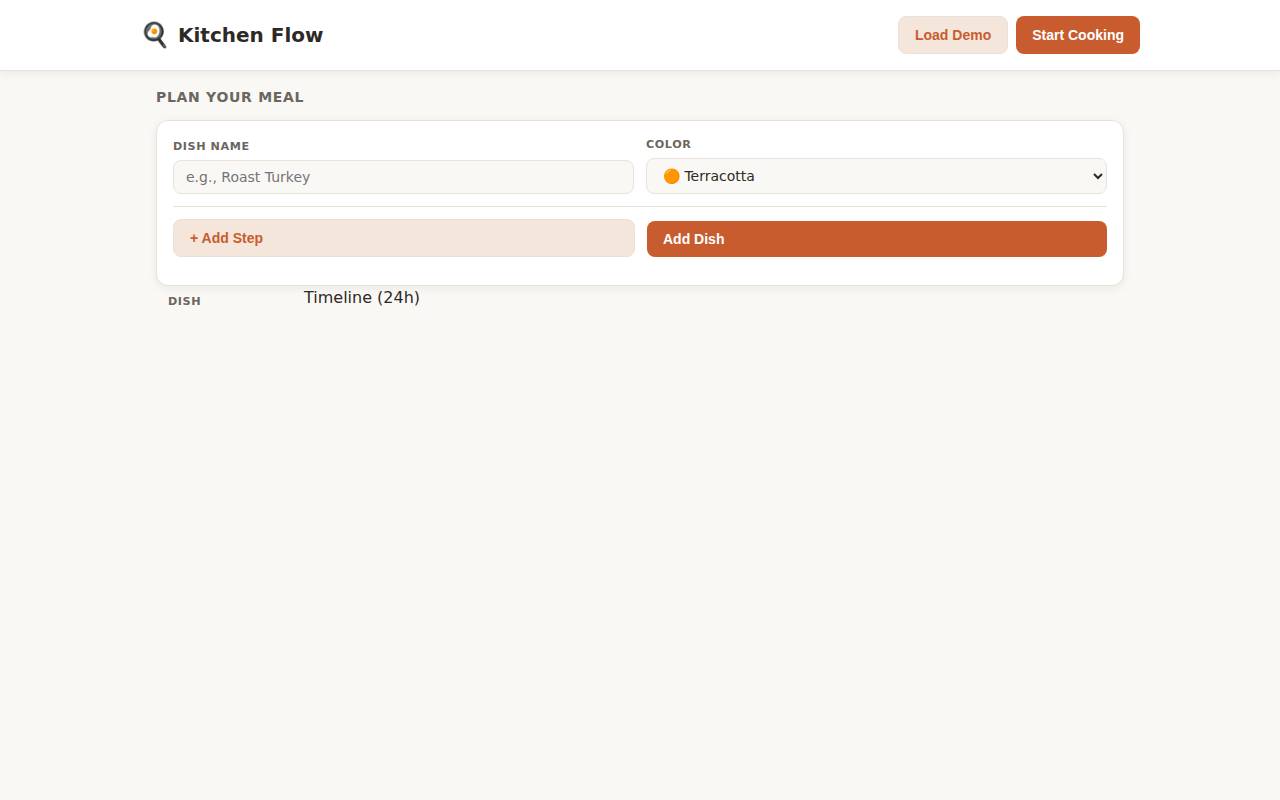 Kitchen Flow
Load Demo
Start Cooking
PLAN YOUR MEAL
DISH NAME
COLOR
e.g., Roast Turkey
Terracotta
+ Add Step
Add Dish
DISH
Timeline (24h)